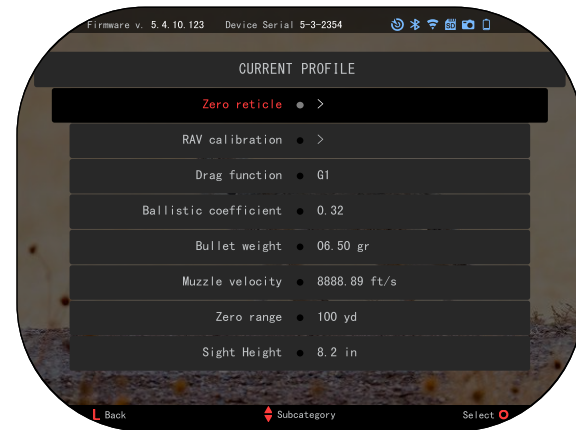 Firmware v. 5.4.10.123 Device Serial 5-3-2354 SD
CURRENT PROFILE
Zero reticle >
RAV calibration >
Drag function G1
Ballistic coefficient 0.32
Bullet weight 06.50 gr
Muzzle velocity 8888.89 ft/s
Zero range 100 yd
Sight Height 8.2 in
L Back Subcategory Select